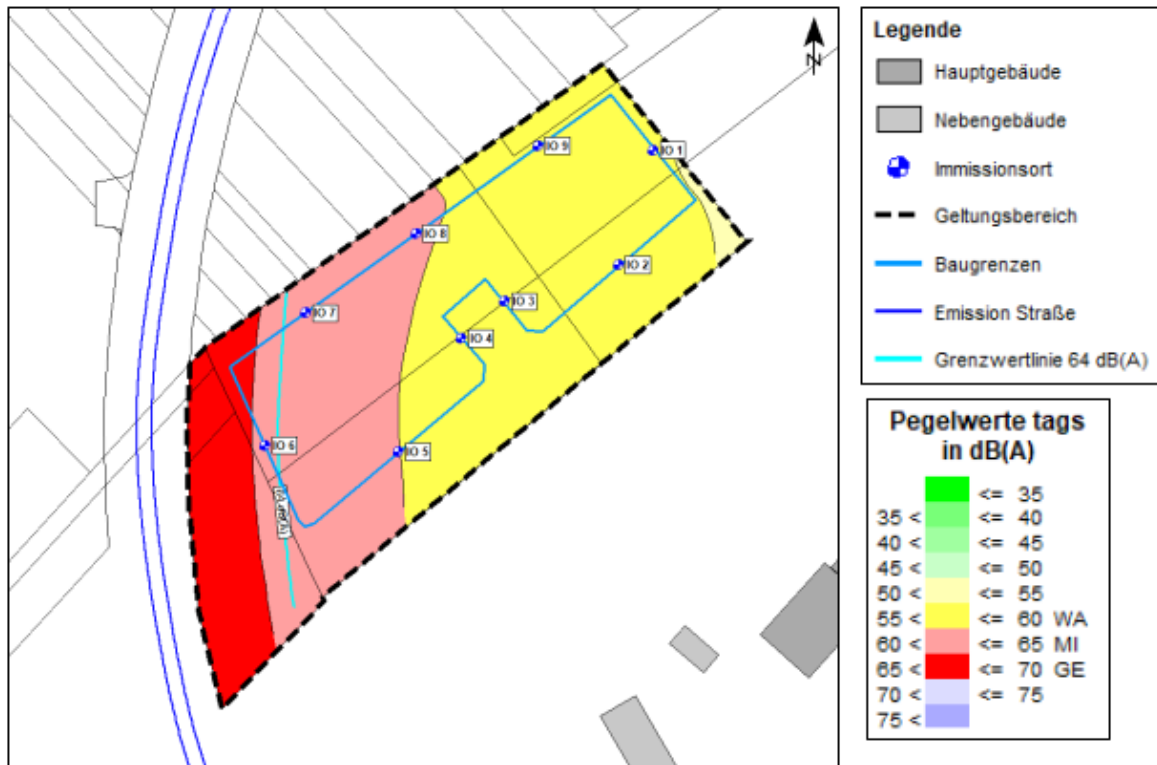 N
IO 1
IO 9
IO 8
IO 2
IO 3
IO 7
IO 4
IO 6
IO 5
64 dB(A)
Legende
Hauptgebäude
Nebengebäude
Immissionsort
Geltungsbereich
Baugrenzen
Emission Straße
Grenzwertlinie 64 dB(A)
Pegelwerte tags
in dB(A)
<= 35
35 < <= 40
40 < <= 45
45 < <= 50
50 < <= 55
55 < <= 60 WA
60 < <= 65 MI
65 < <= 70 GE
70 < <= 75
75 <